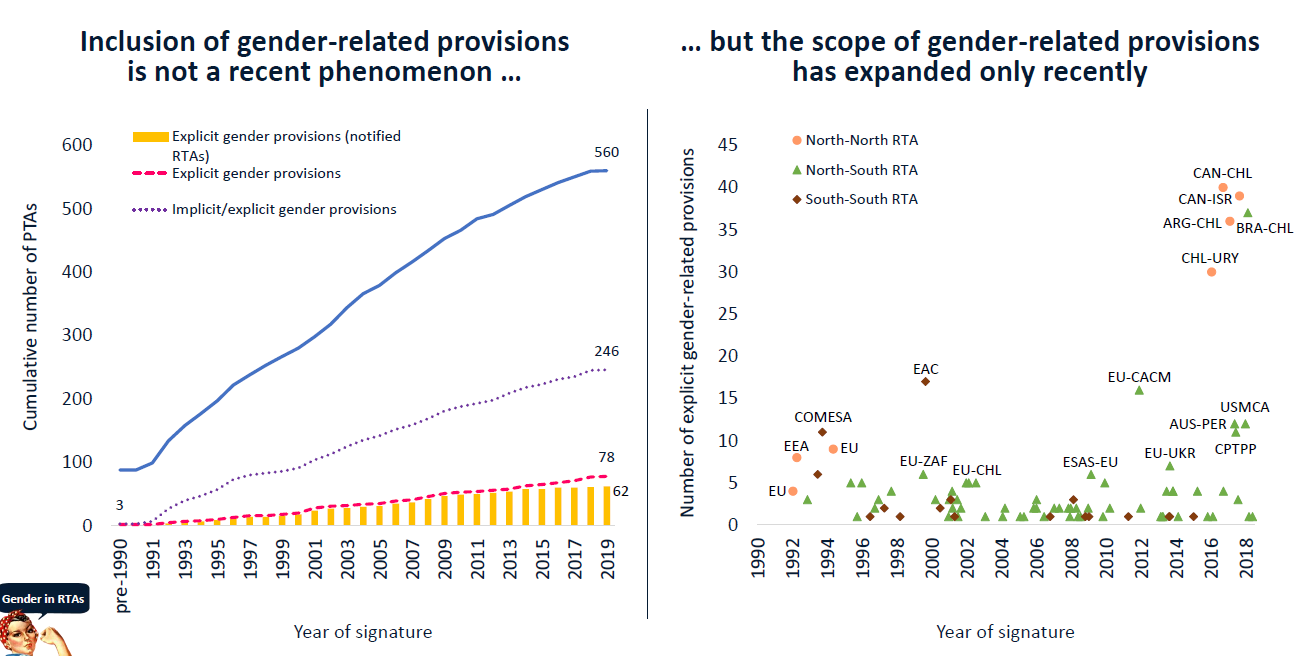 Inclusion of gender-related provisions
is not a recent phenomenon ...
Explicit gender provisions (notified
RTAs)
Explicit gender provisions
Implicit/explicit gender provisions
Cumulative number of PTAs
600
500
400
300
200
100
0
560
246
78
62
3
pre-1990
1991
1993
1995
1997
1999
2001
2003
2005
2007
2009
2011
2013
2015
2017
2019
Year of signature
Gender in RTAs
... but the scope of gender-related provisions
has expanded only recently
North-North RTA
North-South RTA
South-South RTA
Number of explicit gender-related provisions
45
40
35
30
25
20
15
10
5
0
CAN-CHL
CAN-ISR
ARG-CHL
BRA-CHL
CHL-URY
EAC
EU-CACM
COMESA
USMCA
AUS-PER
EEA
EU
CPTPP
EU-UKR
EU-ZAF
EU-CHL
ESAS-EU
EU
1990
1992
1994
1996
1998
2000
2002
2004
2006
2008
2010
2012
2014
2016
2018
Year of signature